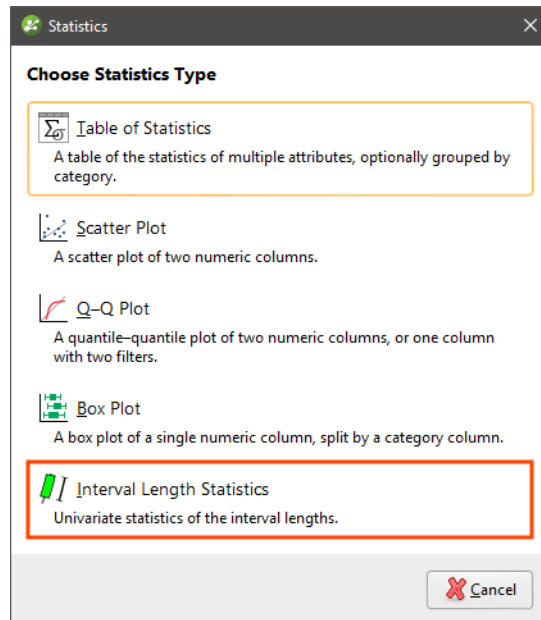 Statistics
Choose Statistics Type
Table of Statistics
A table of the statistics of multiple attributes, optionally grouped by
category.
Scatter Plot
A scatter plot of two numeric columns.
Q–Q Plot
A quantile–quantile plot of two numeric columns, or one column
with two filters.
Box Plot
A box plot of a single numeric column, split by a category column.
Interval Length Statistics
Univariate statistics of the interval lengths.
Cancel